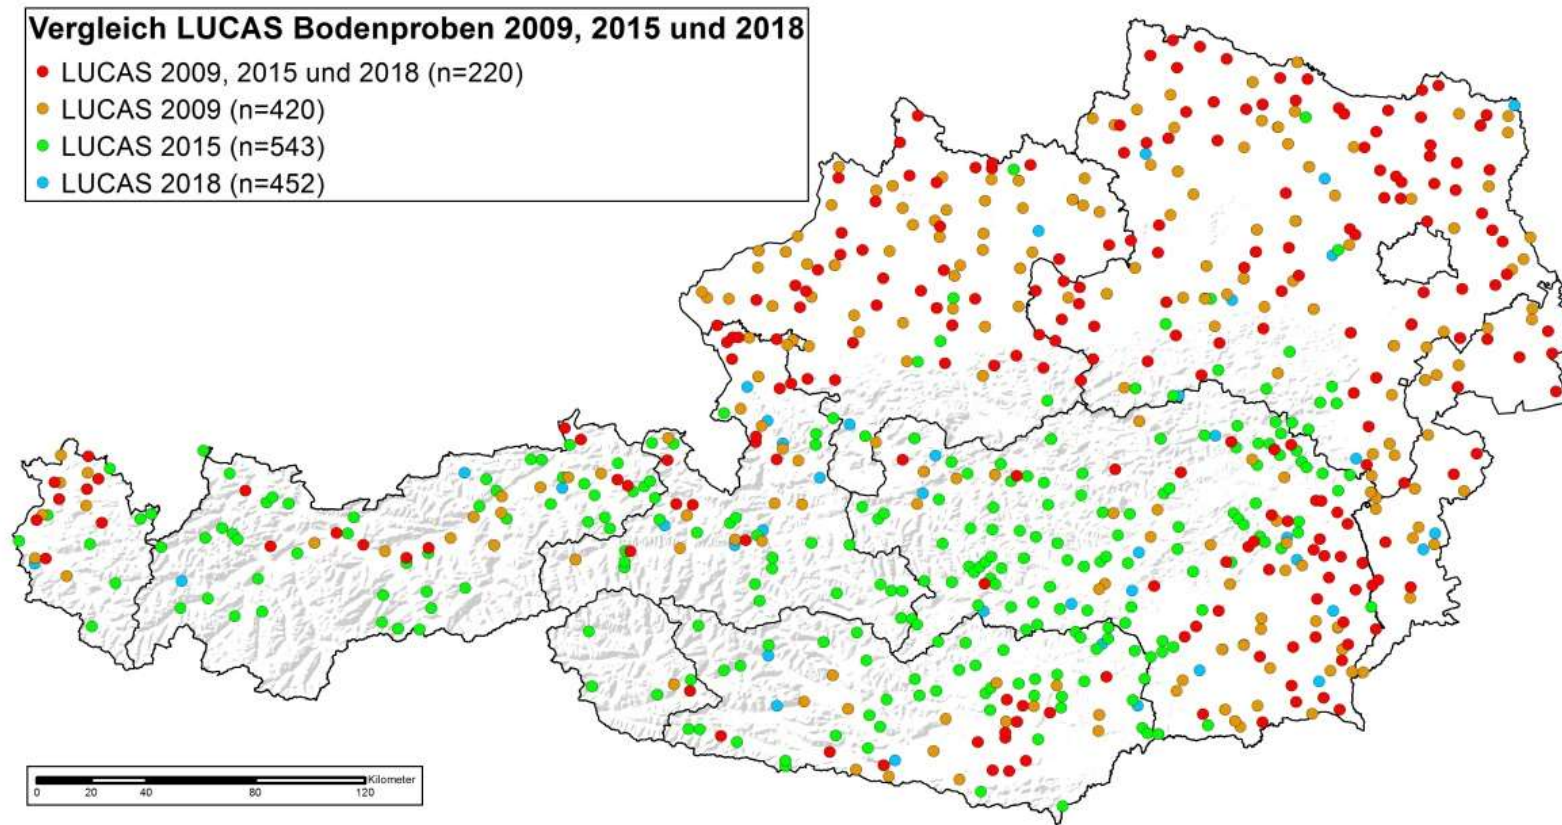 Vergleich LUCAS Bodenproben 2009, 2015 und 2018
LUCAS 2009, 2015 und 2018 (n=220)
LUCAS 2009 (n=420)
LUCAS 2015 (n=543)
LUCAS 2018 (n=452)
Kilometer
0 20 40 80 120